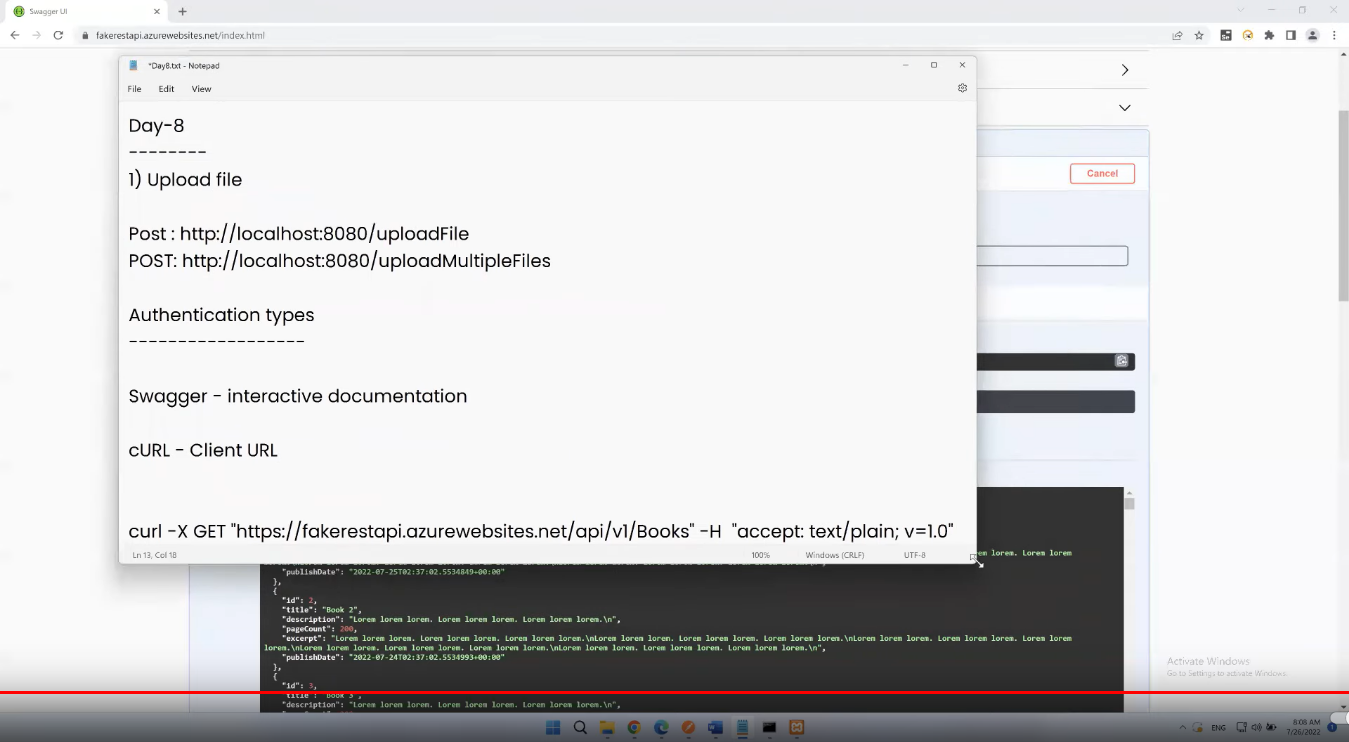 Swagger UI
fakerestapi.azurewebsites.net/index.html
*Day8.txt - Notepad
File Edit View
Day-8
--------
1) Upload file
Cancel
Post : http://localhost:8080/uploadFile
POST: http://localhost:8080/uploadMultipleFiles
Authentication types
------------------
Swagger - interactive documentation
cURL - Client URL
curl -X GET "https://fakerestapi.azurewebsites.net/api/v1/Books" -H "accept: text/plain; v=1.0"
Ln 13, Col 18 100% Windows (CRLF) UTF-8
em lorem. Lorem lorem
"publishDate": "2022-07-25T02:37:02.5534849+00:00"
},
{
"id": 2,
"title": "Book 2",
"description": "Lorem lorem lorem. Lorem lorem lorem. Lorem lorem lorem.\n",
"pageCount": 200,
"excerpt": "Lorem lorem lorem. Lorem lorem lorem. Lorem lorem lorem.\nLorem lorem lorem. Lorem lorem lorem. Lorem lorem lorem.\nLorem lorem lorem. Lorem lorem lorem. Lorem lorem
lorem.\nLorem lorem lorem. Lorem lorem lorem. Lorem lorem lorem.\nLorem lorem lorem. Lorem lorem lorem. Lorem lorem lorem.\n",
"publishDate": "2022-07-24T02:37:02.5534993+00:00"
},
{
"id": 3,
"title": "Book 3",
"description": "Lorem lorem lorem. Lorem lorem lorem. Lorem lorem lorem.\n",
Activate Windows
Go to Settings to activate Windows.
ENG
8:08 AM
7/26/2022